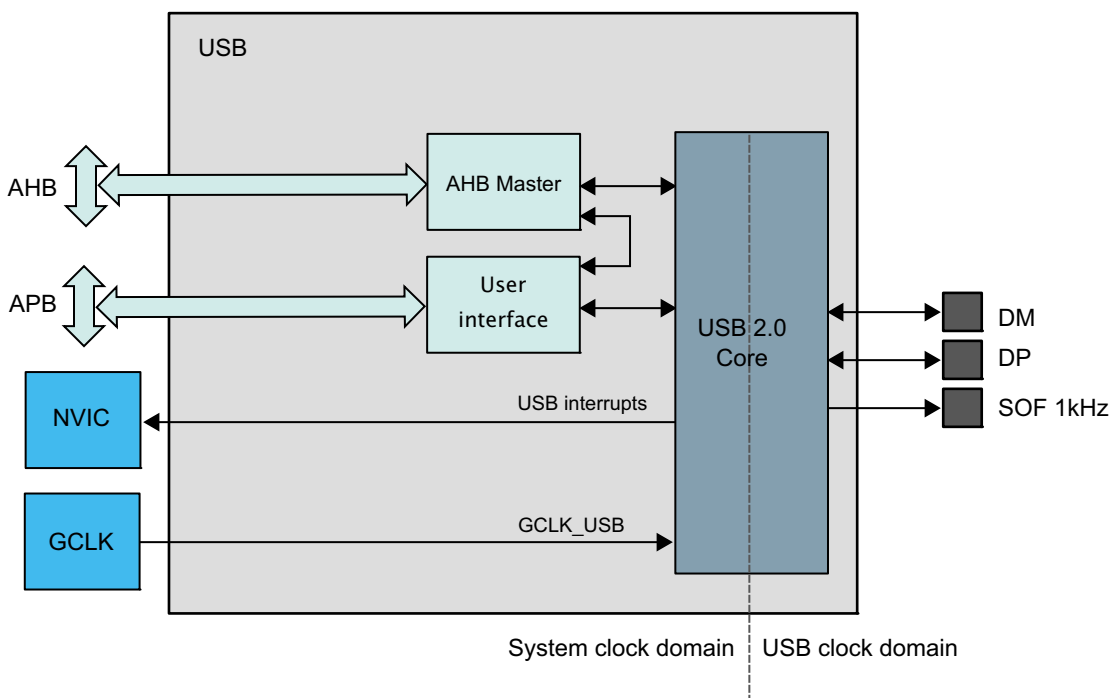 USB
AHB
AHB Master
APB
User
interface
USB 2.0
Core
DM
DP
SOF 1kHz
NVIC
USB interrupts
GCLK
GCLK_USB
System clock domain
USB clock domain